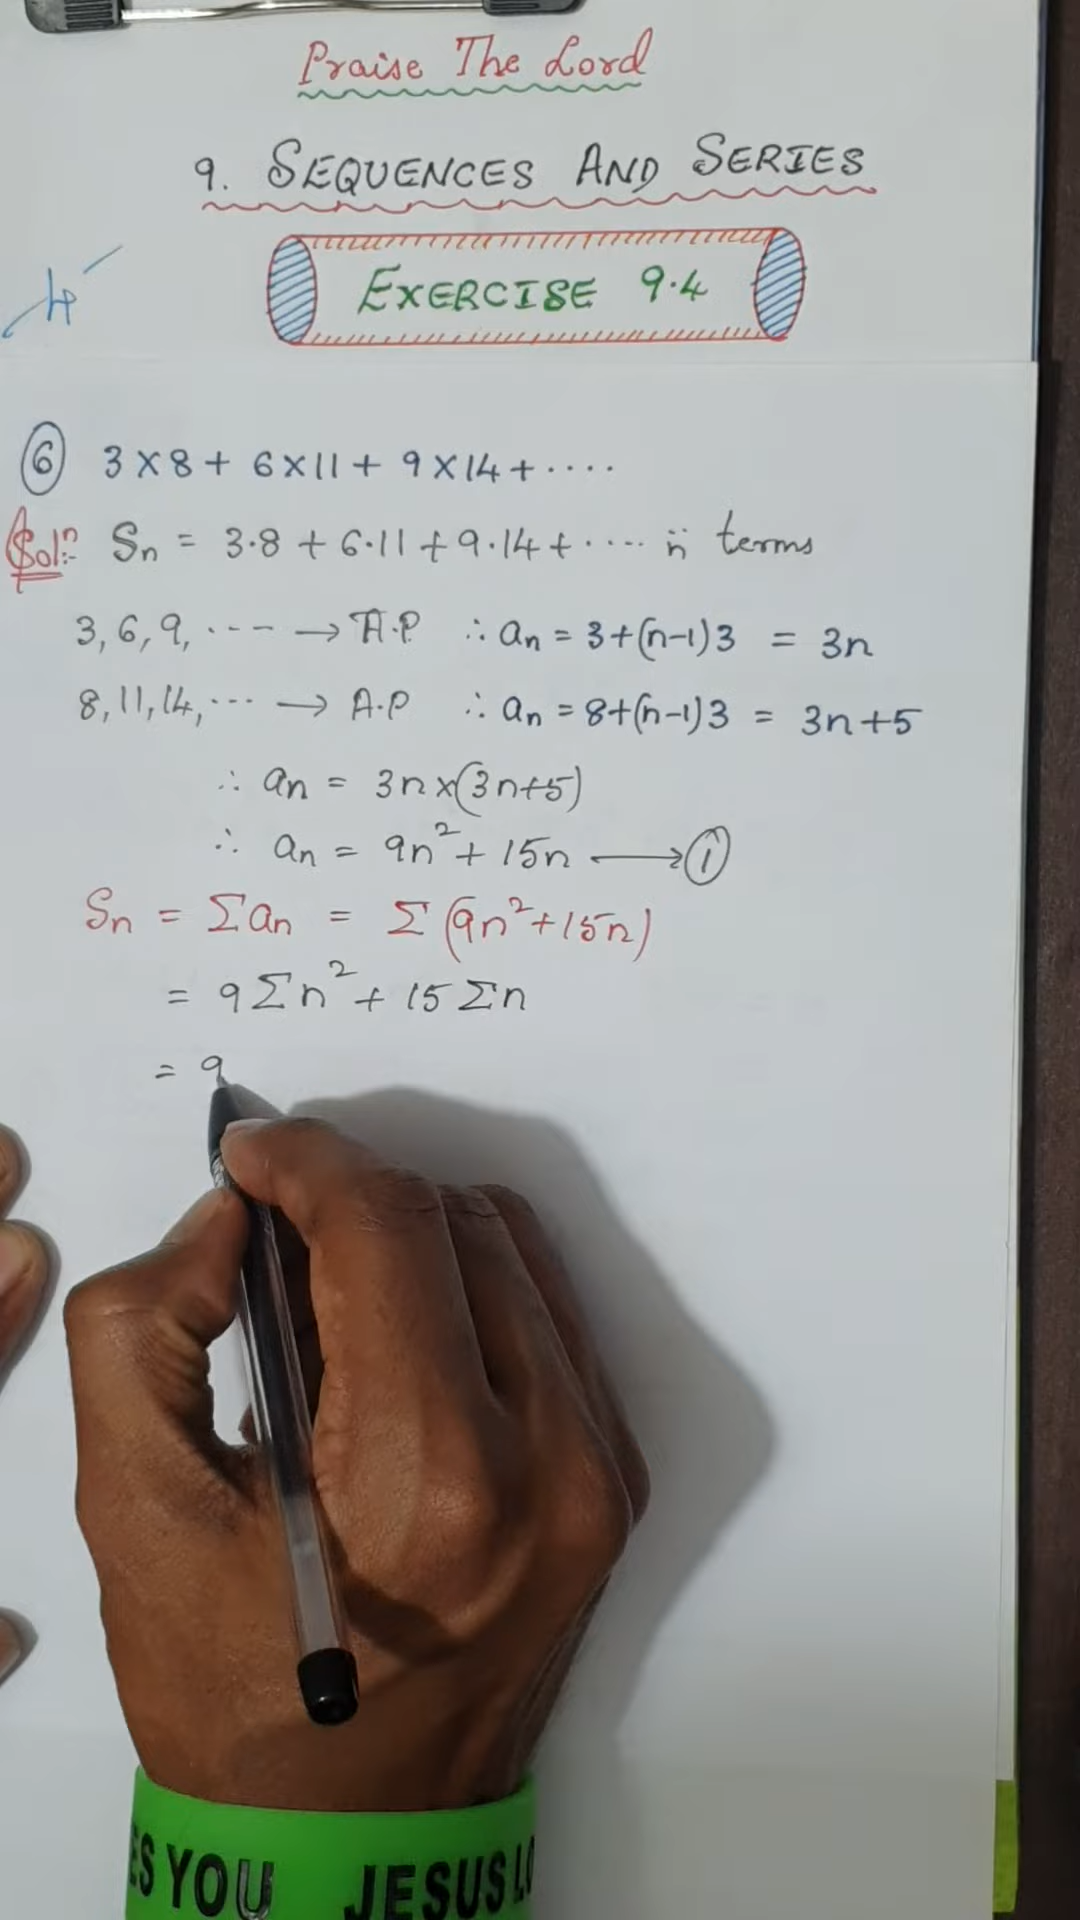 Praise The Lord
9. SEQUENCES AND SERIES
EXERCISE 9.4
6 3×8 + 6×11 + 9×14 + ....
Sol:- Sn = 3·8 + 6·11 + 9·14 + .... n terms
3, 6, 9, ---- → A.P ∴ an = 3+(n-1)3 = 3n
8, 11, 14, ... → A.P ∴ an = 8+(n-1)3 = 3n+5
∴ an = 3n×(3n+5)
∴ an = 9n² + 15n → 1
Sn = Σan = Σ(9n²+15n)
= 9Σn² + 15Σn
= 9
ES YOU JESUS LO